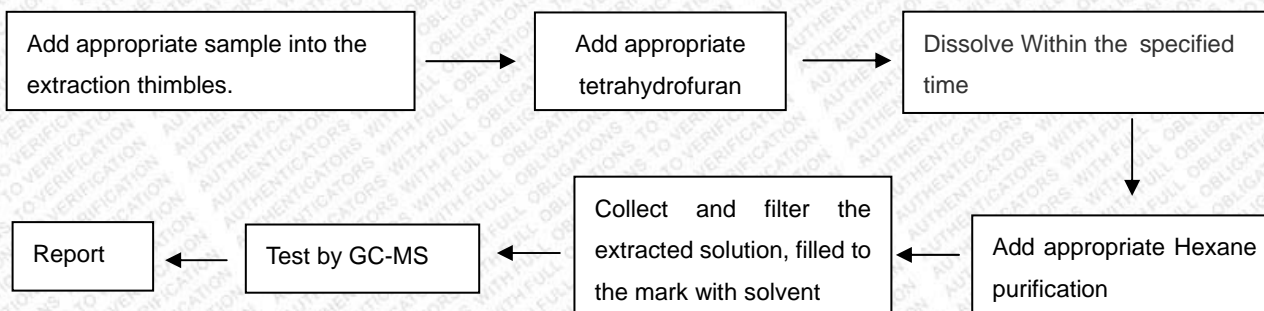 Add appropriate sample into the
extraction thimbles.
Add appropriate
tetrahydrofuran
Dissolve Within the specified
time
Add appropriate Hexane
purification
Collect and filter the
extracted solution, filled to
the mark with solvent
Test by GC-MS
Report